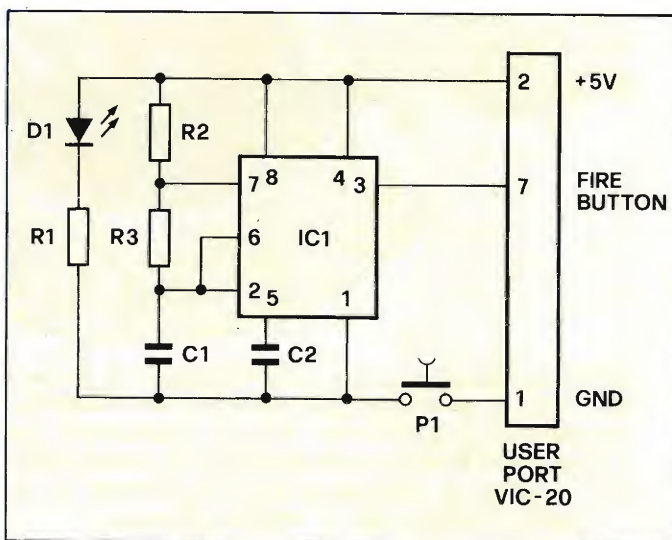 2 +5V
D1
R2
7 8 4 3
7 FIRE
BUTTON
R1
R3
6 IC1
2 5 1
C1
C2
1 GND
P1
USER
PORT
VIC-20